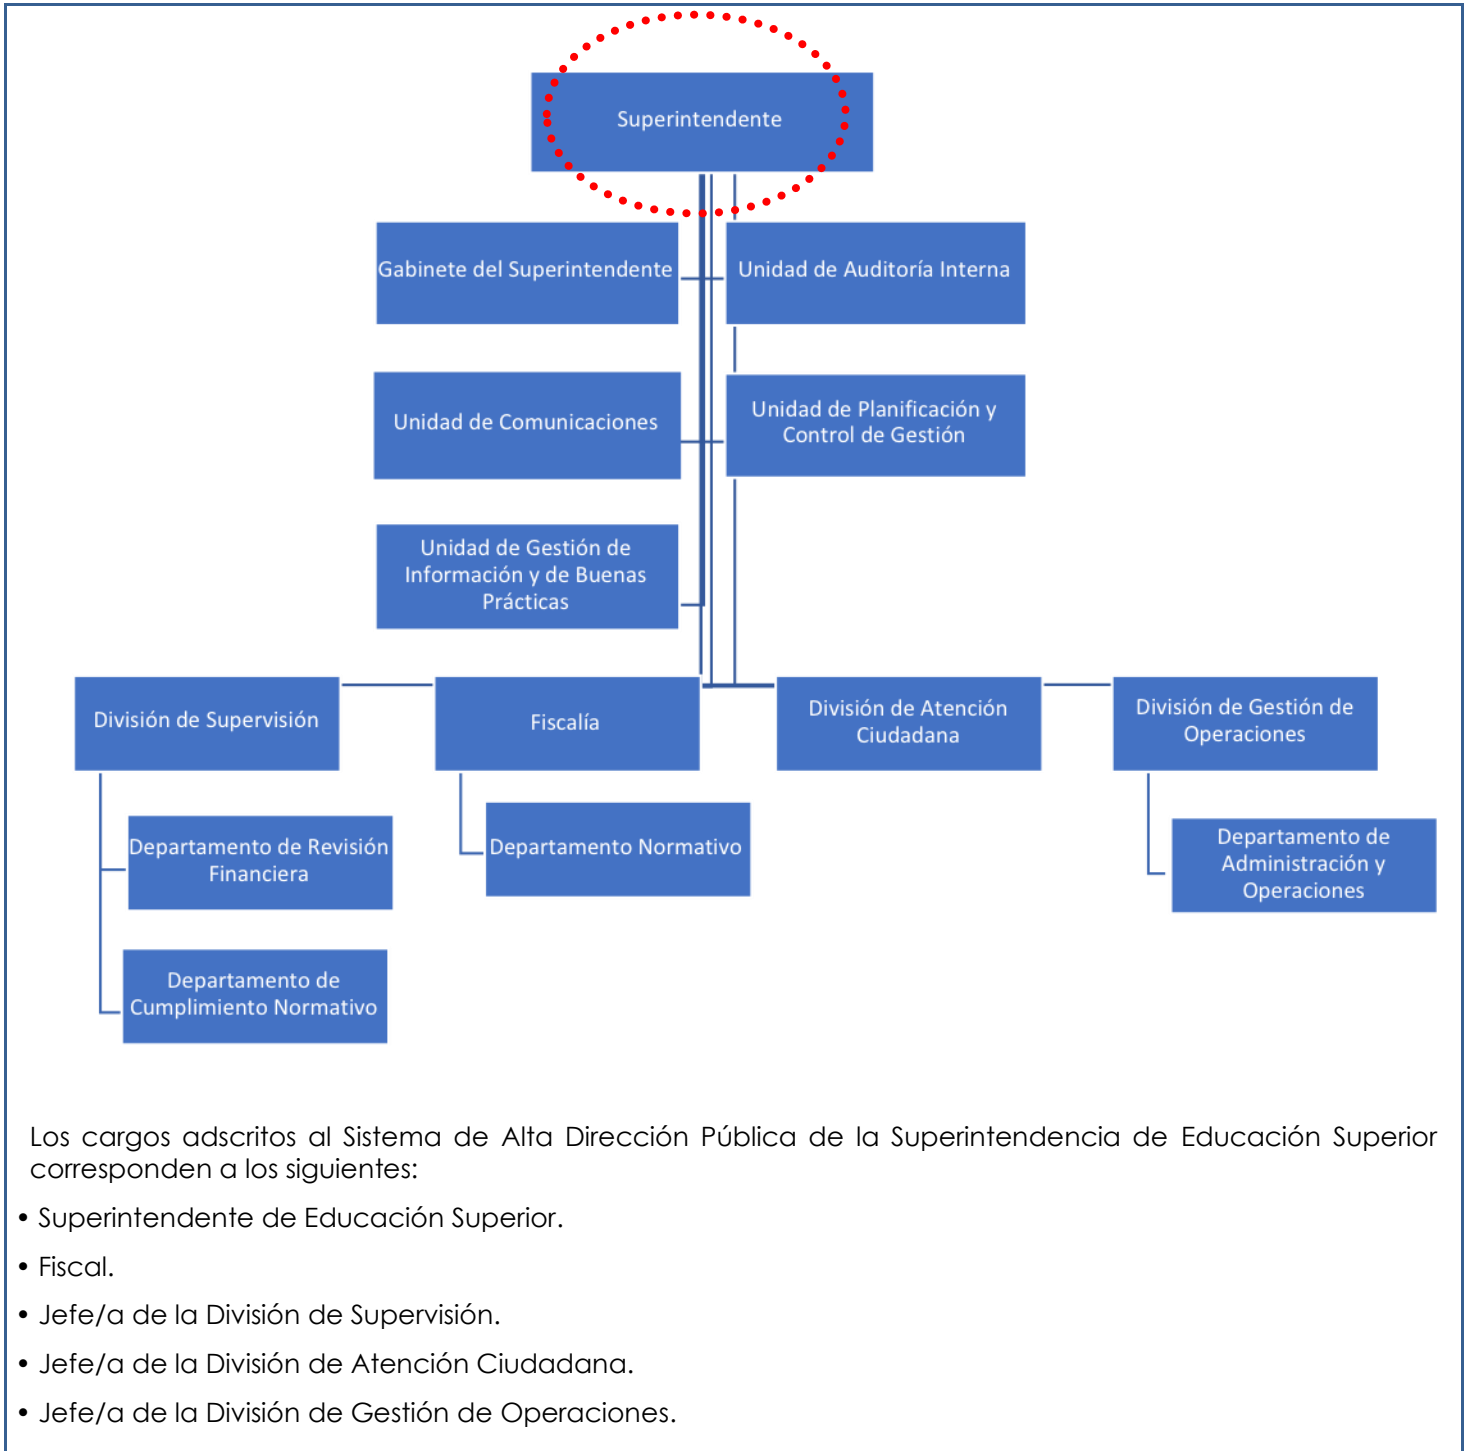 Superintendente
Gabinete del Superintendente
Unidad de Auditoría Interna
Unidad de Comunicaciones
Unidad de Planificación y
Control de Gestión
Unidad de Gestión de
Información y de Buenas
Prácticas
División de Supervisión
Fiscalía
División de Atención
Ciudadana
División de Gestión de
Operaciones
Departamento de Revisión
Financiera
Departamento Normativo
Departamento de
Administración y
Operaciones
Departamento de
Cumplimiento Normativo
Los cargos adscritos al Sistema de Alta Dirección Pública de la Superintendencia de Educación Superior
corresponden a los siguientes:
• Superintendente de Educación Superior.
• Fiscal.
• Jefe/a de la División de Supervisión.
• Jefe/a de la División de Atención Ciudadana.
• Jefe/a de la División de Gestión de Operaciones.